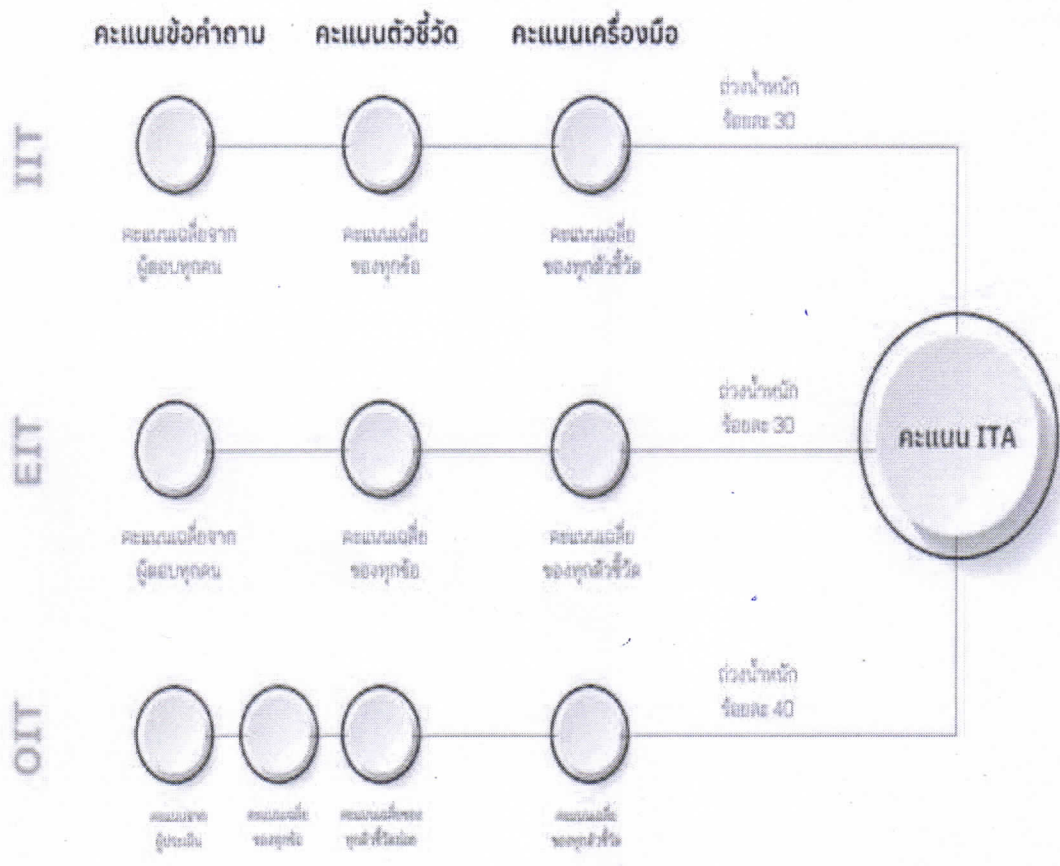 คะแนนข้อคำถาม คะแนนตัวชี้วัด คะแนนเครื่องมือ
ถ่วงน้ำหนัก
ร้อยละ 30
IIT
คะแนนเฉลี่ยจาก คะแนนเฉลี่ย คะแนนเฉลี่ย
ผู้ตอบทุกคน ของทุกข้อ ของทุกตัวชี้วัด
ถ่วงน้ำหนัก
ร้อยละ 30
EIT
คะแนน ITA
คะแนนเฉลี่ยจาก คะแนนเฉลี่ย คะแนนเฉลี่ย
ผู้ตอบทุกคน ของทุกข้อ ของทุกตัวชี้วัด
ถ่วงน้ำหนัก
ร้อยละ 40
OIT
คะแนนจาก คะแนนเฉลี่ย คะแนนเฉลี่ยของ คะแนนเฉลี่ย
ผู้ประเมิน ของทุกข้อ ทุกตัวชี้วัดย่อย ของทุกตัวชี้วัด